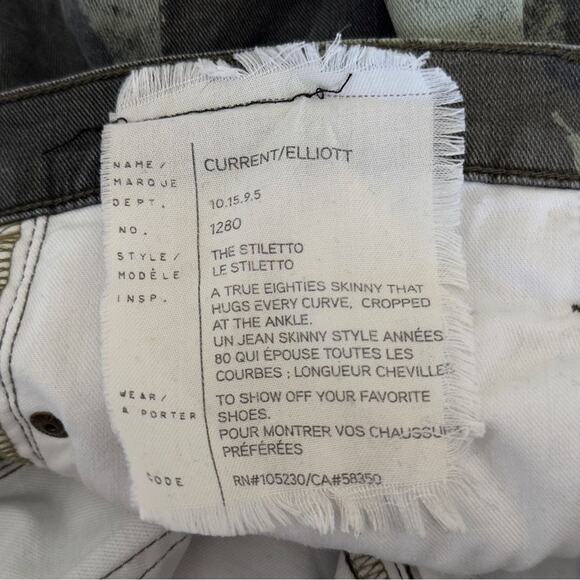 NAME / CURRENT/ELLIOTT
MARQUE
DEPT. 10.15.9.5
NO. 1280
STYLE / THE STILETTO
MODÈLE LE STILETTO
INSP. A TRUE EIGHTIES SKINNY THAT
HUGS EVERY CURVE, CROPPED
AT THE ANKLE.
UN JEAN SKINNY STYLE ANNÉES
80 QUI ÉPOUSE TOUTES LES
COURBES ; LONGUEUR CHEVILLE
WEAR / TO SHOW OFF YOUR FAVORITE
À PORTER SHOES.
POUR MONTRER VOS CHAUSSU
PRÉFÉRÉES
CODE RN#105230/CA#58350